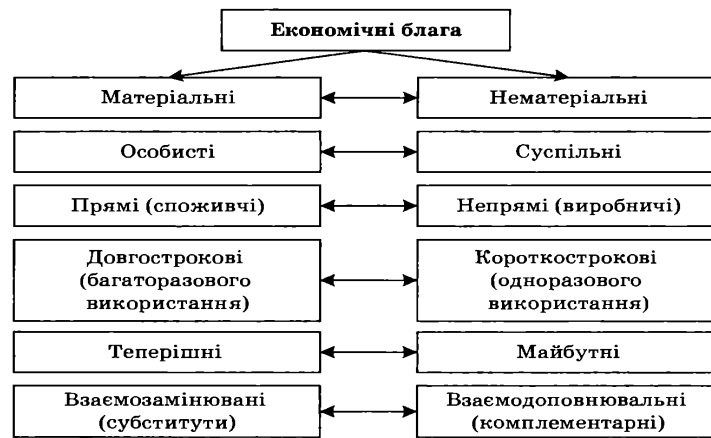 Економічні блага
Матеріальні
Нематеріальні
Особисті
Суспільні
Прямі (споживчі)
Непрямі (виробничі)
Довгострокові
(багаторазового
використання)
Короткострокові
(одноразового
використання)
Теперішні
Майбутні
Взаємозамінювані
(субститути)
Взаємодоповнювальні
(комплементарні)